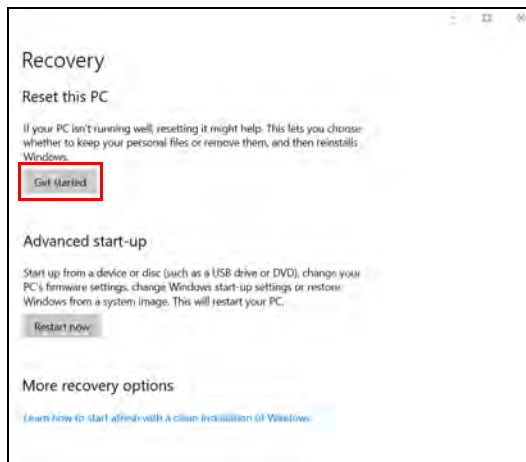 Recovery
Reset this PC
If your PC isn't running well, resetting it might help. This lets you choose
whether to keep your personal files or remove them, and then reinstalls
Windows.
Get started
Advanced start-up
Start up from a device or disc (such as a USB drive or DVD), change your
PC's firmware settings, change Windows start-up settings or restore
Windows from a system image. This will restart your PC.
Restart now
More recovery options
Learn how to start afresh with a clean installation of Windows